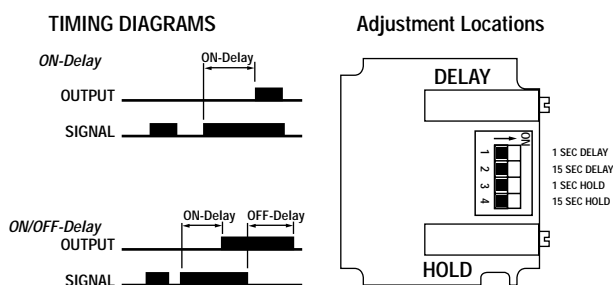 TIMING DIAGRAMS
ON-Delay
ON-Delay
OUTPUT
SIGNAL
ON/OFF-Delay
ON-Delay
OFF-Delay
OUTPUT
SIGNAL
Adjustment Locations
DELAY
ON
1
2
3
4
1 SEC DELAY
15 SEC DELAY
1 SEC HOLD
15 SEC HOLD
HOLD